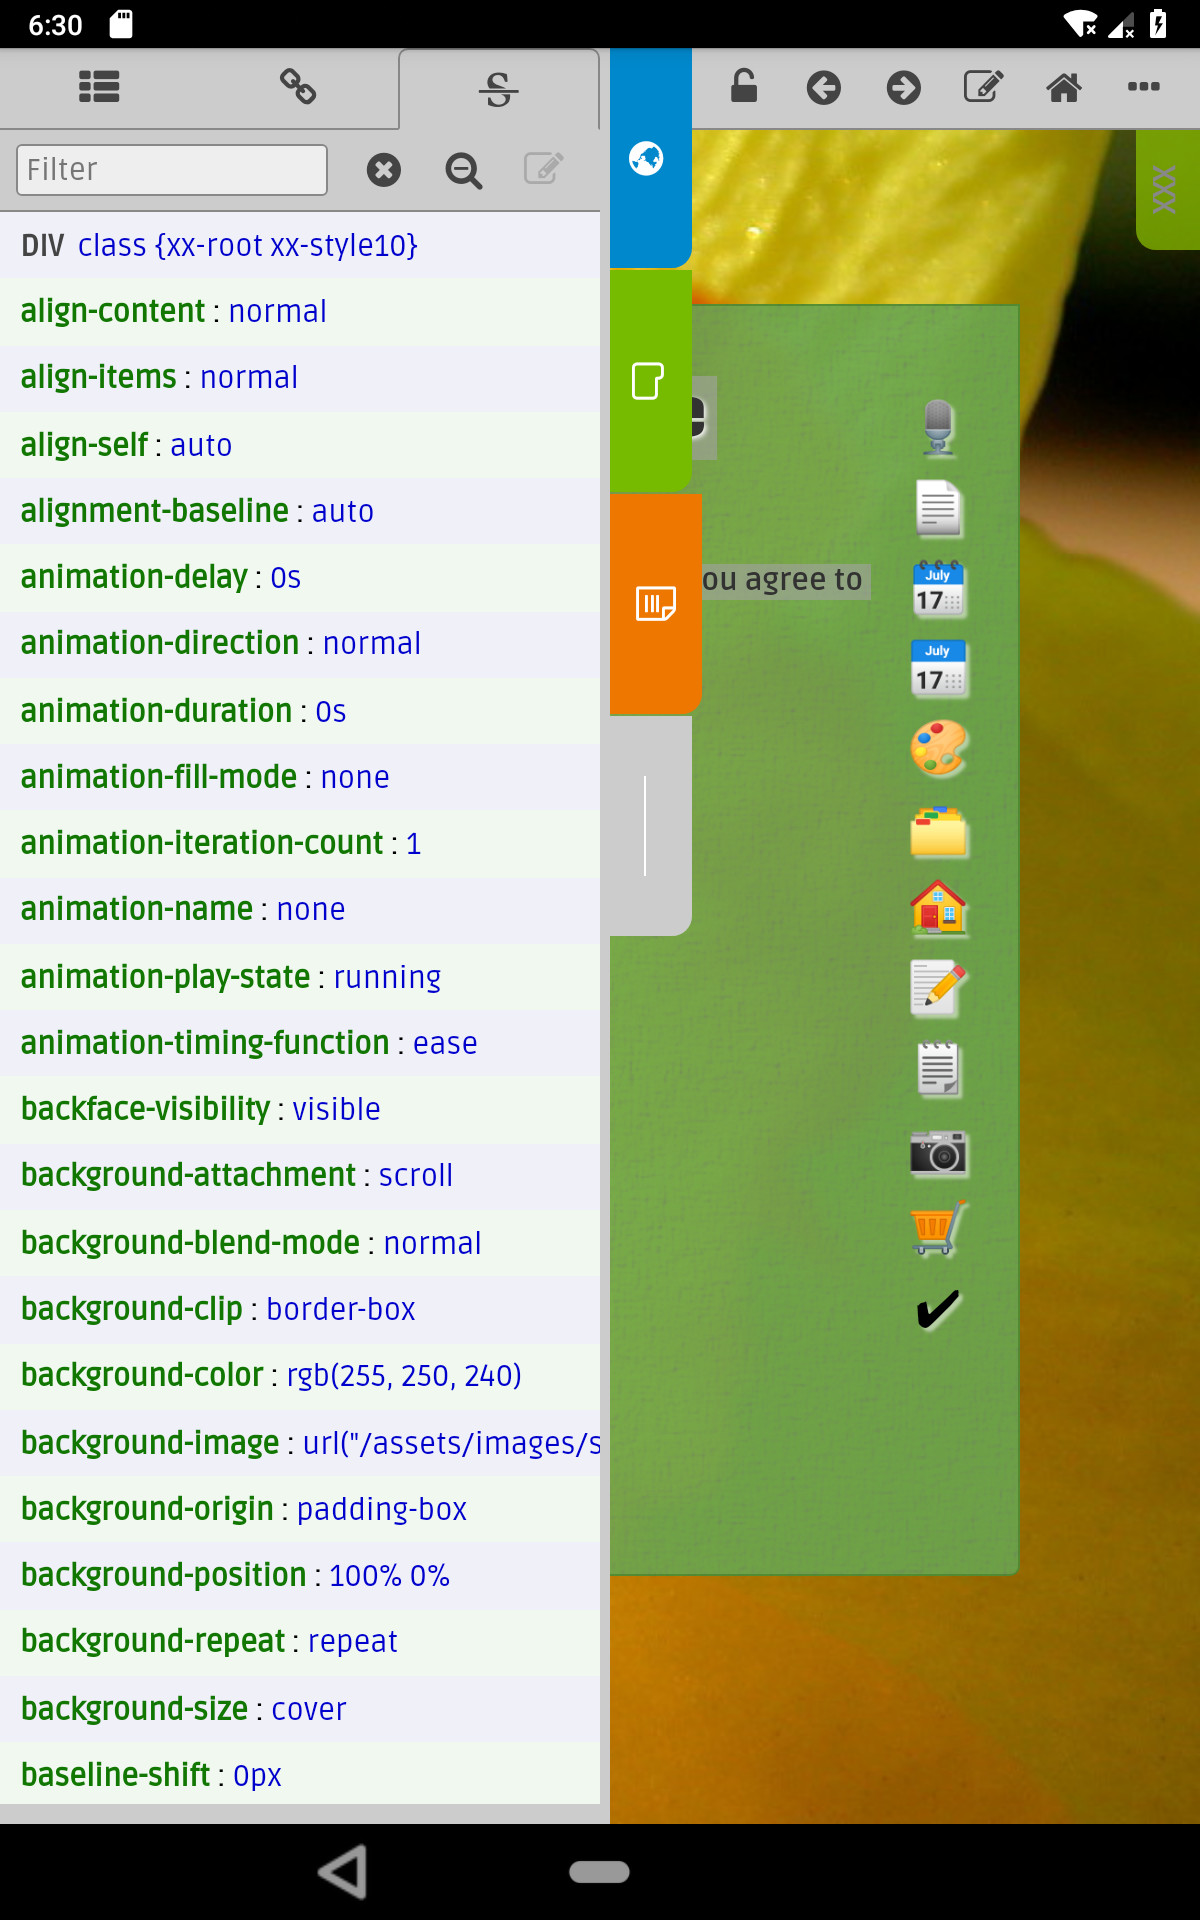 6:30
Filter
DIV class {xx-root xx-style10}
align-content : normal
align-items : normal
align-self : auto
alignment-baseline : auto
animation-delay : 0s
animation-direction : normal
animation-duration : 0s
animation-fill-mode : none
animation-iteration-count : 1
animation-name : none
animation-play-state : running
animation-timing-function : ease
backface-visibility : visible
background-attachment : scroll
background-blend-mode : normal
background-clip : border-box
background-color : rgb(255, 250, 240)
background-image : url("/assets/images/s
background-origin : padding-box
background-position : 100% 0%
background-repeat : repeat
background-size : cover
baseline-shift : 0px
ou agree to
July
17
July
17